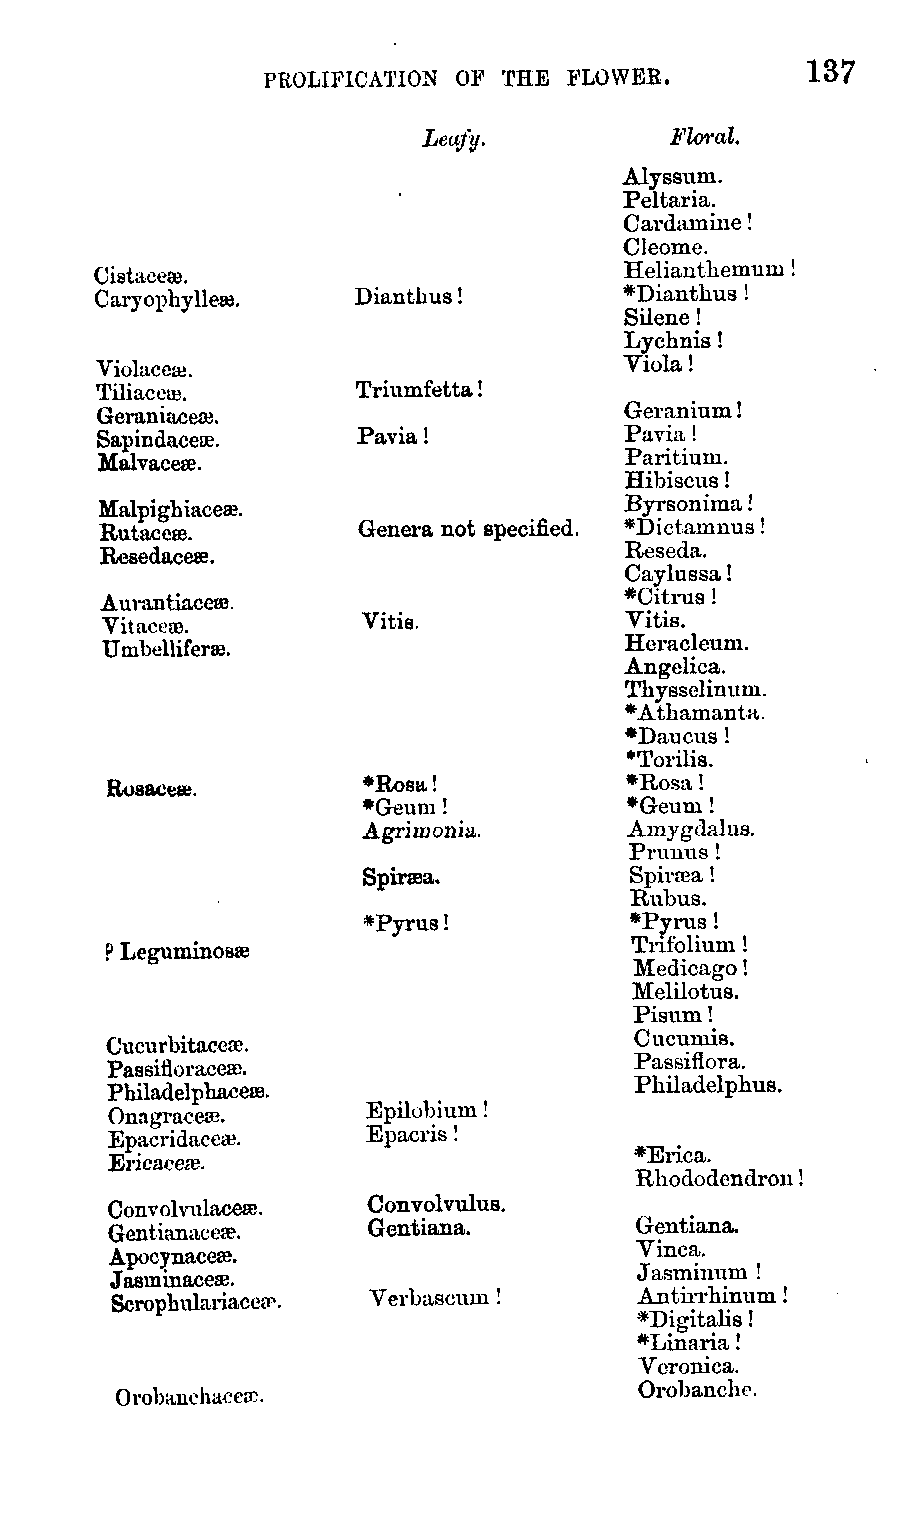 PROLIFICATION OF THE FLOWER. 137
Leafy. Floral.
Alyssum.
Peltaria.
Cardamine !
Cleome.
Cistaceæ. Helianthemum !
Caryophylleæ. Dianthus ! *Dianthus !
Silene !
Lychnis !
Violaceæ. Viola !
Tiliaceæ. Triumfetta !
Geraniaceæ. Geranium !
Sapindaceæ. Pavia ! Pavia !
Malvaceæ. Paritium.
Hibiscus !
Malpighiaceæ. Byrsonima !
Rutaceæ. Genera not specified. *Dictamnus !
Resedaceæ. Reseda.
Caylussa !
Aurantiaceæ. *Citrus !
Vitaceæ. Vitis. Vitis.
Umbelliferæ. Heracleum.
Angelica.
Thysselinum.
*Athamanta.
*Daucus !
*Torilis.
Rosaceæ. *Rosa ! *Rosa !
*Geum ! *Geum !
Agrimonia. Amygdalus.
Prunus !
Spiræa. Spiræa !
Rubus.
*Pyrus ! *Pyrus !
? Leguminosæ Trifolium !
Medicago !
Melilotus.
Pisum !
Cucurbitaceæ. Cucumis.
Passifloraceæ. Passiflora.
Philadelphaceæ. Philadelphus.
Onagraceæ. Epilobium !
Epacridaceæ. Epacris !
Ericaceæ. *Erica.
Rhododendron !
Convolvulaceæ. Convolvulus.
Gentianaceæ. Gentiana. Gentiana.
Apocynaceæ. Vinca.
Jasminaceæ. Jasminum !
Scrophulariaceæ. Verbascum ! Antirrhinum !
*Digitalis !
*Linaria !
Veronica.
Orobanchaceæ. Orobanche.